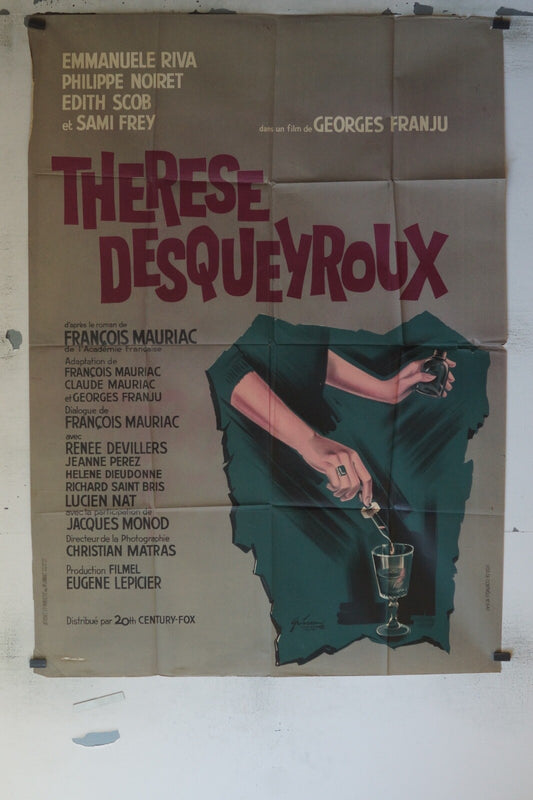 EMMANUELE RIVA
PHILIPPE NOIRET
EDITH SCOB
et SAMI FREY
dans un film de GEORGES FRANJU
THERESE
DESQUEYROUX
d'après le roman de
FRANÇOIS MAURIAC
de l'Académie Française
Adaptation de
FRANÇOIS MAURIAC
CLAUDE MAURIAC
et GEORGES FRANJU
Dialogue de
FRANÇOIS MAURIAC
avec
RENEE DEVILLERS
JEANNE PEREZ
HELENE DIEUDONNE
RICHARD SAINT BRIS
LUCIEN NAT
avec la participation de
JACQUES MONOD
Directeur de la Photographie
CHRISTIAN MATRAS
Production FILMEL
EUGENE LEPICIER
Distribué par 20th CENTURY-FOX